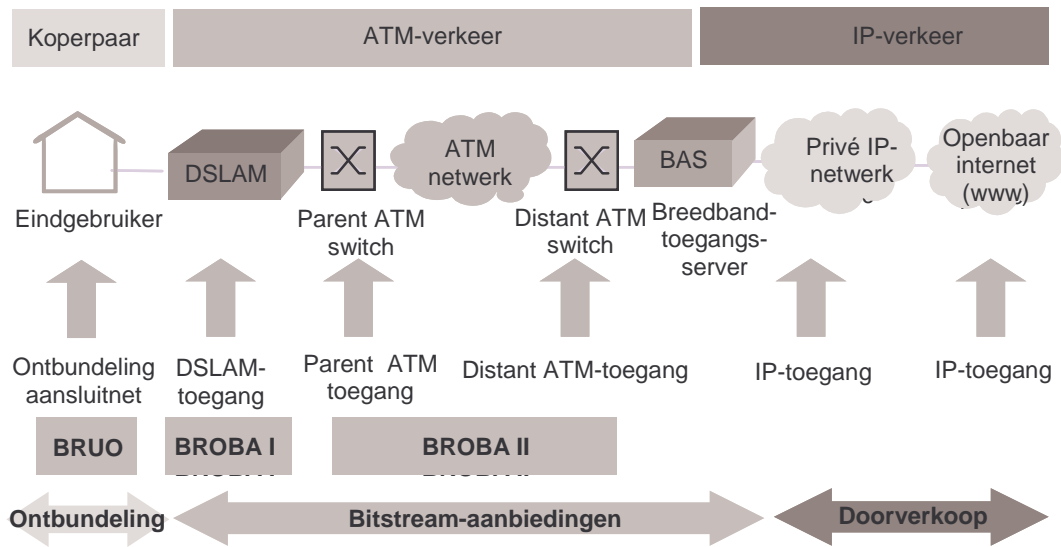 Koperpaar
ATM-verkeer
IP-verkeer
DSLAM
ATM
netwerk
BAS
Privé IP-
netwerk
Openbaar
internet
(www)
Eindgebruiker
Parent ATM
switch
Distant ATM
switch
Breedband-
toegangs-
server
Ontbundeling
aansluitnet
DSLAM-
toegang
Parent ATM
toegang
Distant ATM-toegang
IP-toegang
IP-toegang
BRUO
BROBA I
BROBA II
Ontbundeling
Bitstream-aanbiedingen
Doorverkoop